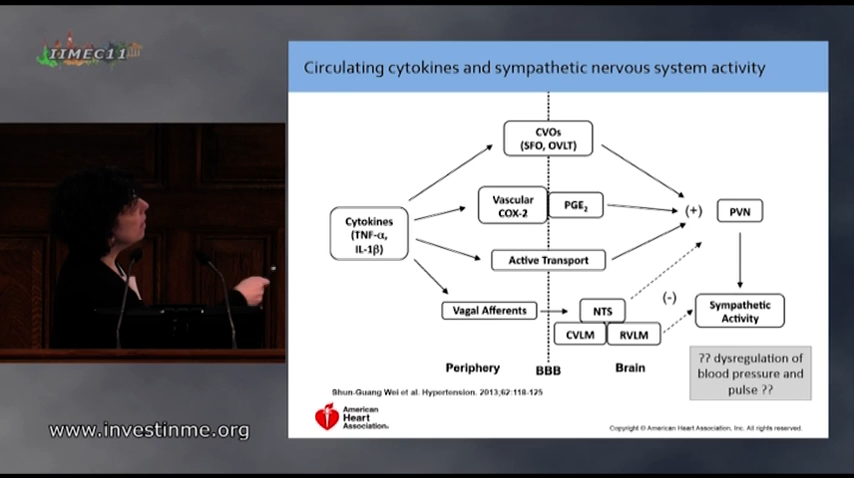 IIMEC11
Circulating cytokines and sympathetic nervous system activity
CVOs
(SFO, OVLT)
Vascular
COX-2
PGE₂
(+)
PVN
Cytokines
(TNF-α,
IL-1β)
Active Transport
(-)
Vagal Afferents
NTS
Sympathetic
Activity
CVLM
RVLM
Periphery
BBB
Brain
?? dysregulation of
blood pressure and
pulse ??
Shun-Guang Wei et al. Hypertension. 2013;62:118-125
American
Heart
Association®
Copyright © American Heart Association, Inc. All rights reserved.
www.investinme.org